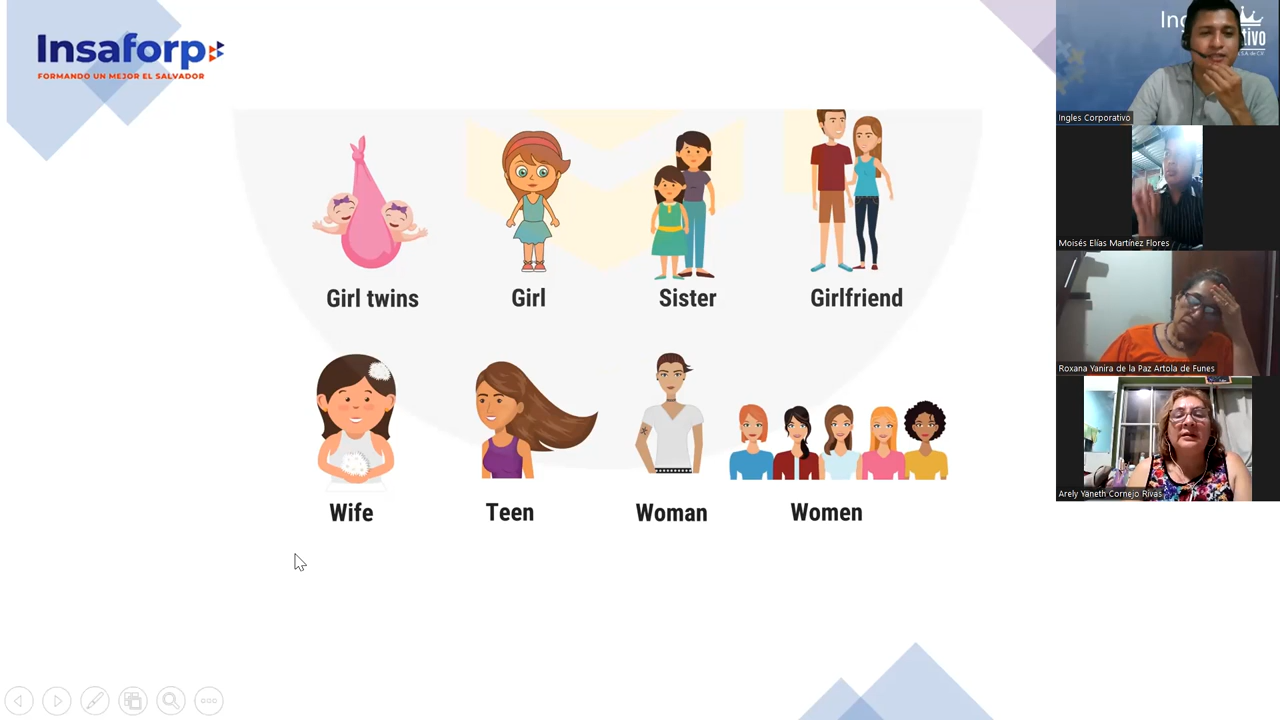 Insaforp
FORMANDO UN MEJOR EL SALVADOR
Girl twins
Girl
Sister
Girlfriend
Wife
Teen
Woman
Women
Ingles Corporativo
Moisés Elías Martínez Flores
Roxana Yanira de la Paz Artola de Funes
Arely Yaneth Cornejo Rivas